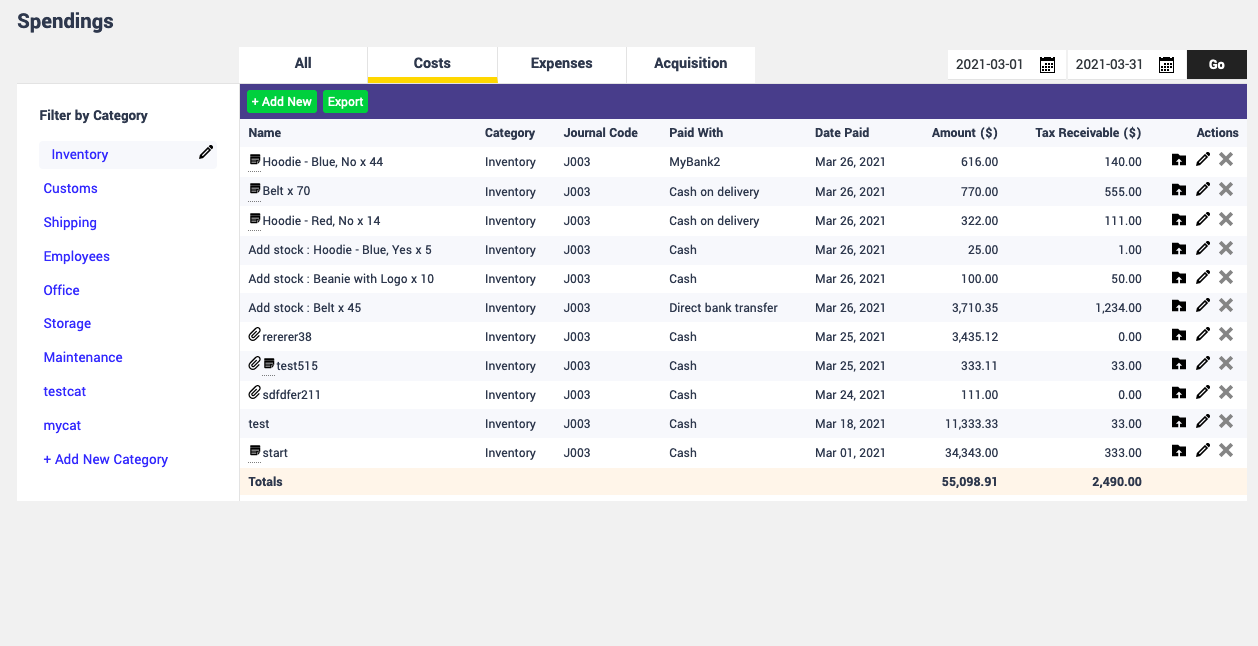 Spendings
All Costs Expenses Acquisition 2021-03-01 2021-03-31 Go
Filter by Category
Inventory
Customs
Shipping
Employees
Office
Storage
Maintenance
testcat
mycat
+ Add New Category
+ Add New Export
Name Category Journal Code Paid With Date Paid Amount ($) Tax Receivable ($) Actions
Hoodie - Blue, No x 44 Inventory J003 MyBank2 Mar 26, 2021 616.00 140.00
Belt x 70 Inventory J003 Cash on delivery Mar 26, 2021 770.00 555.00
Hoodie - Red, No x 14 Inventory J003 Cash on delivery Mar 26, 2021 322.00 111.00
Add stock : Hoodie - Blue, Yes x 5 Inventory J003 Cash Mar 26, 2021 25.00 1.00
Add stock : Beanie with Logo x 10 Inventory J003 Cash Mar 26, 2021 100.00 50.00
Add stock : Belt x 45 Inventory J003 Direct bank transfer Mar 26, 2021 3,710.35 1,234.00
rererer38 Inventory J003 Cash Mar 25, 2021 3,435.12 0.00
test515 Inventory J003 Cash Mar 25, 2021 333.11 33.00
sdfdfer211 Inventory J003 Cash Mar 24, 2021 111.00 0.00
test Inventory J003 Cash Mar 18, 2021 11,333.33 33.00
start Inventory J003 Cash Mar 01, 2021 34,343.00 333.00
Totals 55,098.91 2,490.00